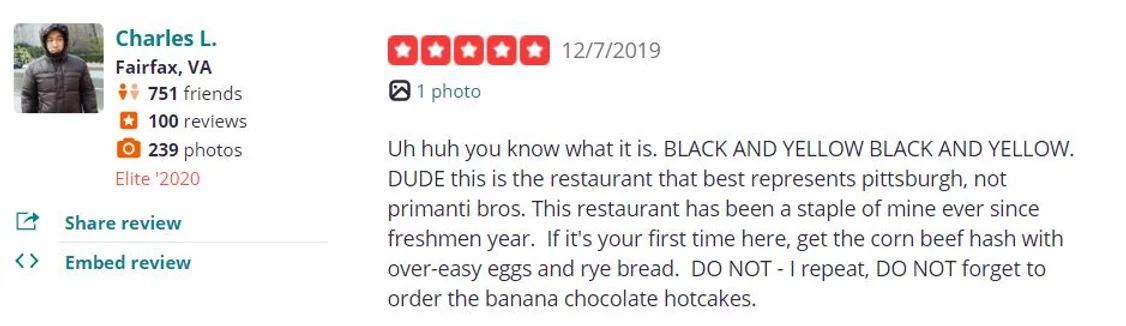 Charles L.
Fairfax, VA
751 friends
100 reviews
239 photos
Elite '2020
Share review
Embed review
12/7/2019
1 photo
Uh huh you know what it is. BLACK AND YELLOW BLACK AND YELLOW.
DUDE this is the restaurant that best represents pittsburgh, not
primanti bros. This restaurant has been a staple of mine ever since
freshmen year.  If it's your first time here, get the corn beef hash with
over-easy eggs and rye bread.  DO NOT - I repeat, DO NOT forget to
order the banana chocolate hotcakes.